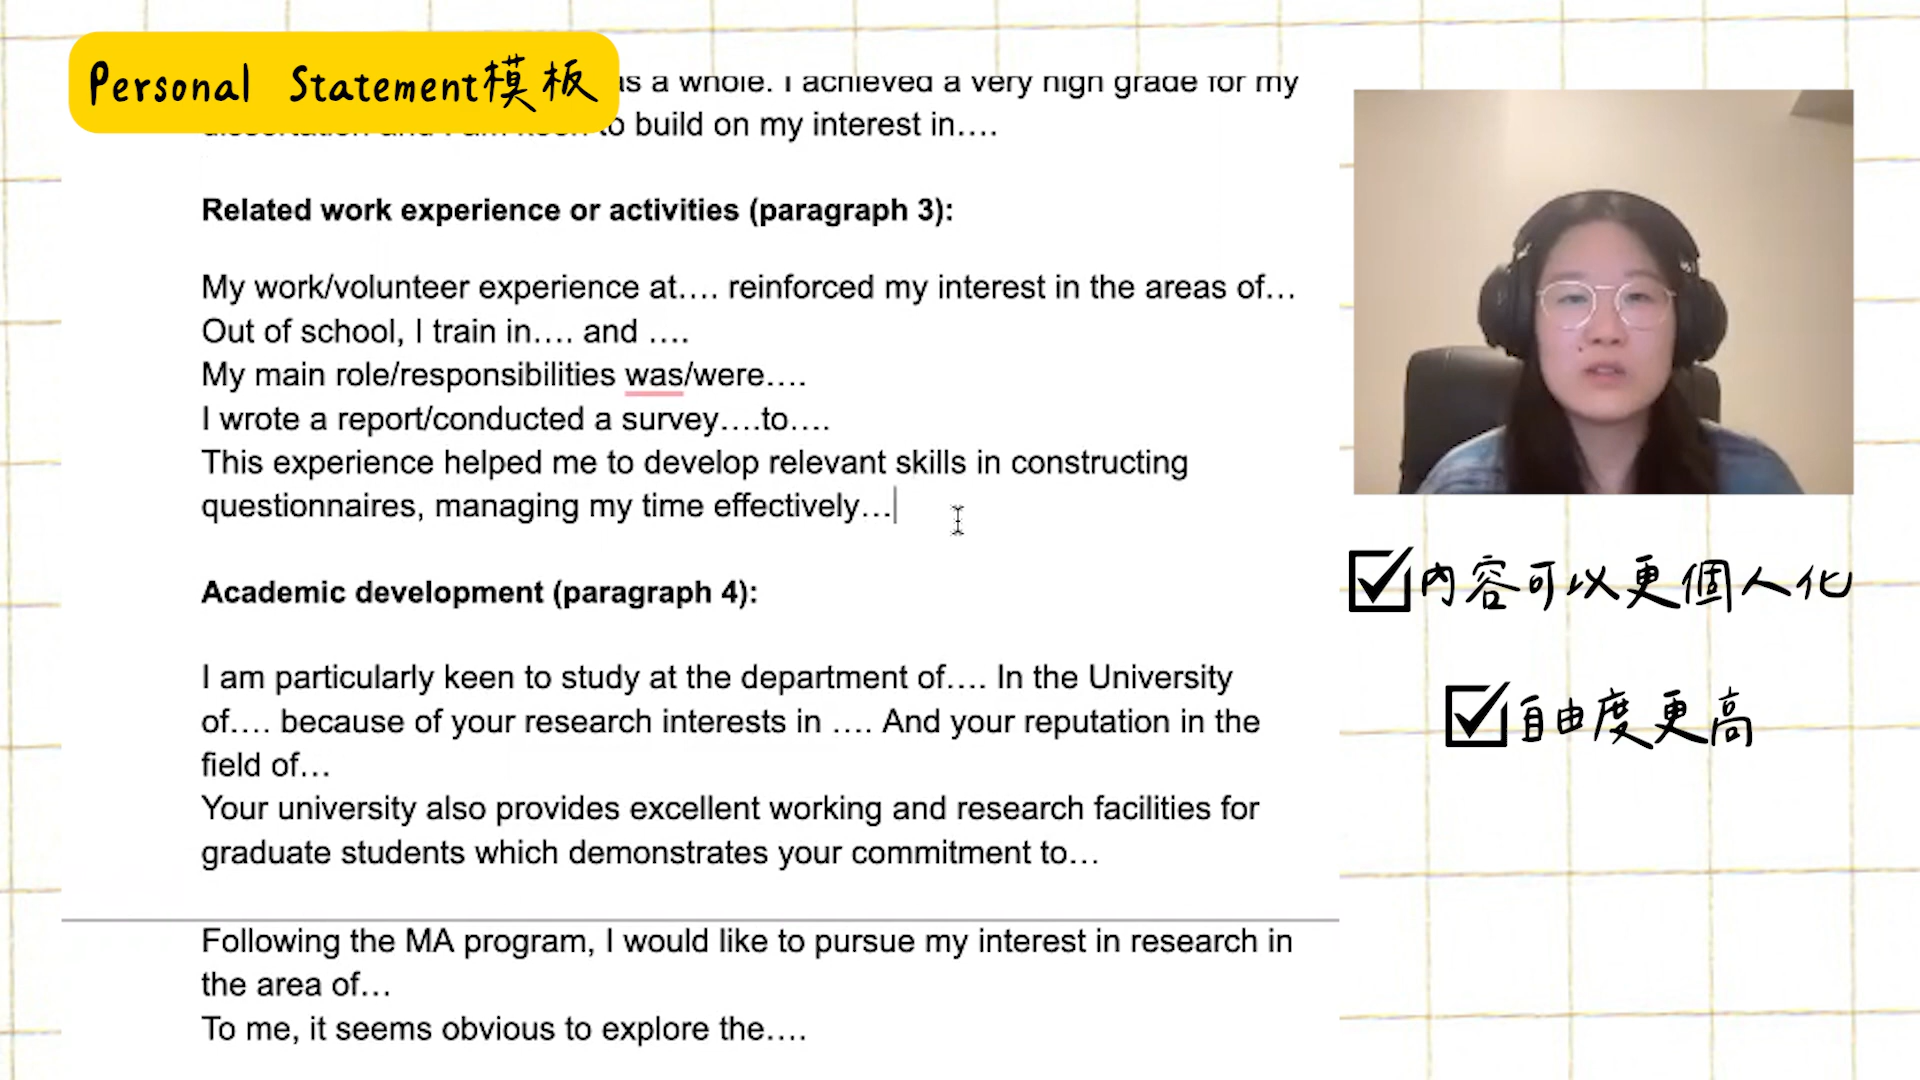 Personal Statement模板
as a whole. I achieved a very high grade for my
dissertation and I am keen to build on my interest in….
Related work experience or activities (paragraph 3):
My work/volunteer experience at…. reinforced my interest in the areas of…
Out of school, I train in…. and ….
My main role/responsibilities was/were….
I wrote a report/conducted a survey….to….
This experience helped me to develop relevant skills in constructing
questionnaires, managing my time effectively…
Academic development (paragraph 4):
I am particularly keen to study at the department of…. In the University
of…. because of your research interests in …. And your reputation in the
field of…
Your university also provides excellent working and research facilities for
graduate students which demonstrates your commitment to…
Following the MA program, I would like to pursue my interest in research in
the area of…
To me, it seems obvious to explore the….
內容可以更個人化
自由度更高